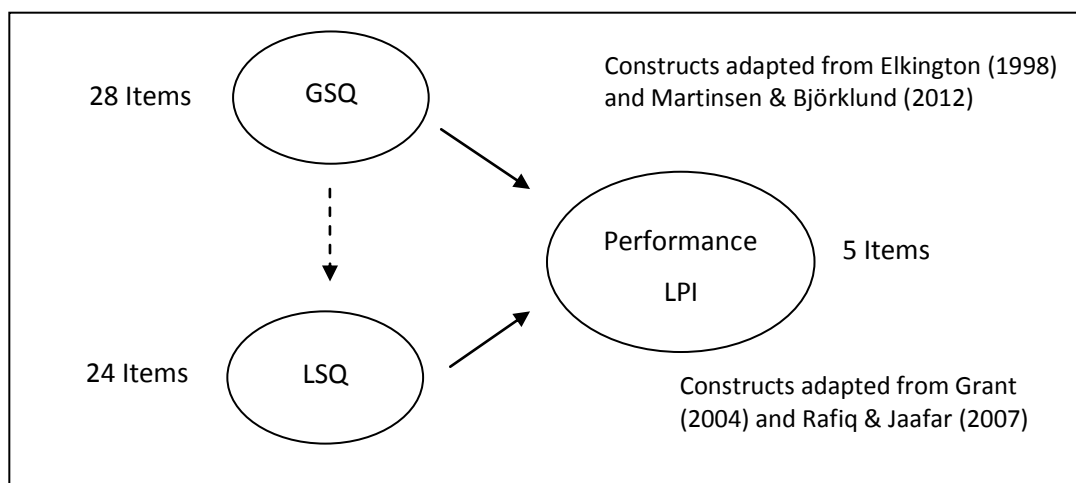 28 Items
GSQ
Constructs adapted from Elkington (1998)
and Martinsen & Björklund (2012)
Performance
LPI
5 Items
24 Items
LSQ
Constructs adapted from Grant
(2004) and Rafiq & Jaafar (2007)